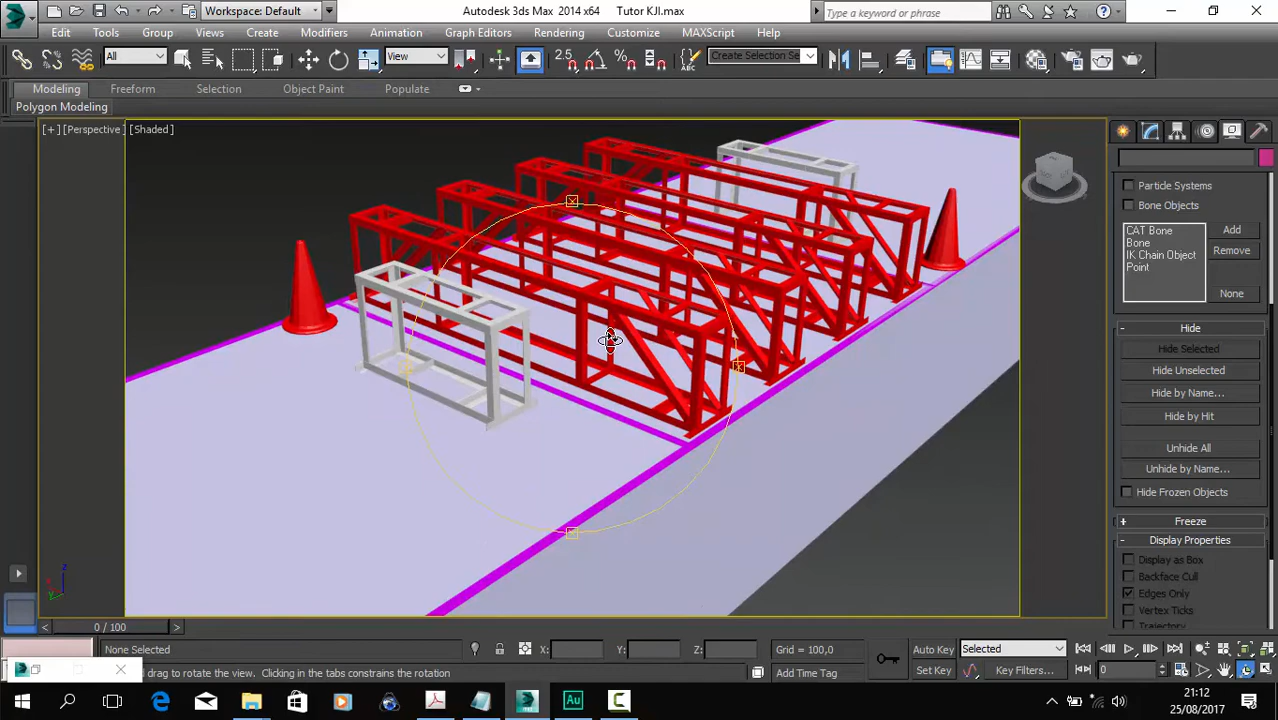 Workspace: Default
Autodesk 3ds Max 2014 x64
Tutor KJI.max
Type a keyword or phrase
Edit
Tools
Group
Views
Create
Modifiers
Animation
Graph Editors
Rendering
Customize
MAXScript
Help
All
View
2.5
Create Selection Se
Modeling
Freeform
Selection
Object Paint
Populate
Polygon Modeling
[+] [Perspective] [Shaded]
Particle Systems
Bone Objects
CAT Bone
Bone
IK Chain Object
Point
Add
Remove
None
Hide
Hide Selected
Hide Unselected
Hide by Name...
Hide by Hit
Unhide All
Unhide by Name...
Hide Frozen Objects
Freeze
Display Properties
Display as Box
Backface Cull
Edges Only
Vertex Ticks
Trajectory
0 / 100
None Selected
X:
Y:
Z:
Grid = 100,0
Auto Key
Selected
drag to rotate the view. Clicking in the tabs constrains the rotation
Add Time Tag
Set Key
Key Filters...
0
21:12
25/08/2017